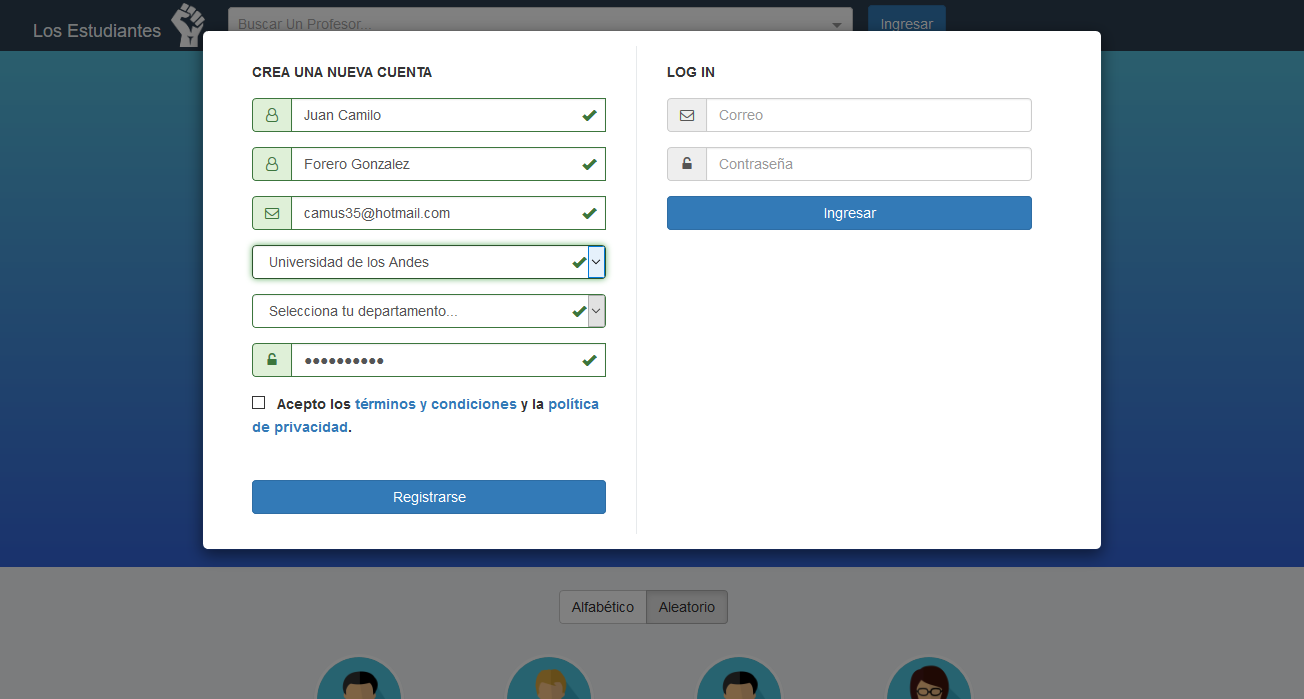 Los Estudiantes
Buscar Un Profesor...
Ingresar
CREA UNA NUEVA CUENTA
Juan Camilo
Forero Gonzalez
camus35@hotmail.com
Universidad de los Andes
Selecciona tu departamento...
●●●●●●●●●●
Acepto los términos y condiciones y la política
de privacidad.
Registrarse
LOG IN
Correo
Contraseña
Ingresar
Alfabético
Aleatorio